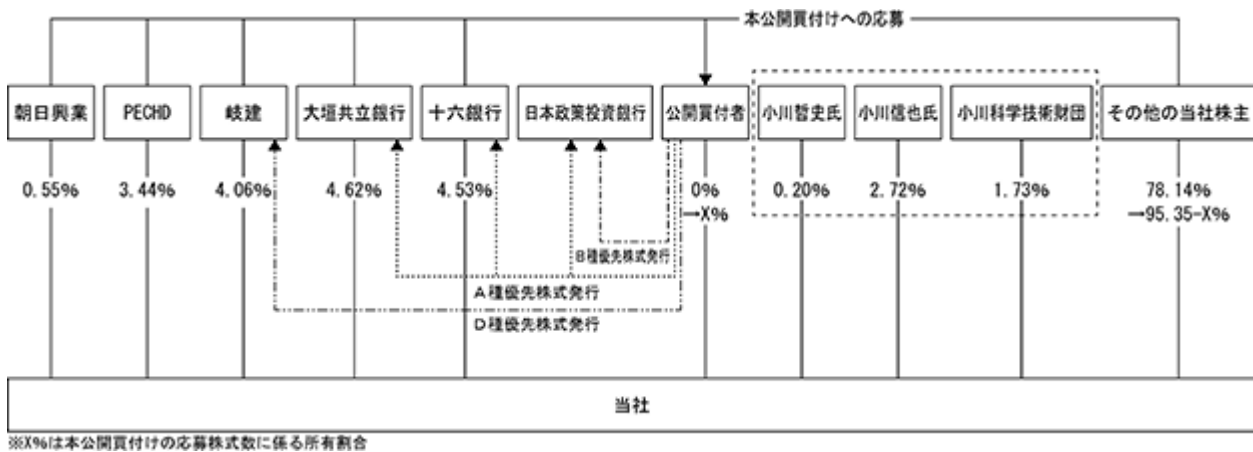 本公開買付けへの応募
朝日興業 PECHD 岐建 大垣共立銀行 十六銀行 日本政策投資銀行 公開買付者 小川哲史氏 小川信也氏 小川科学技術財団 その他の当社株主
0.55% 3.44% 4.06% 4.62% 4.53% 0% 0.20% 2.72% 1.73% 78.14%
→X% →95.35-X%
B種優先株式発行
A種優先株式発行
D種優先株式発行
当社
※X%は本公開買付けの応募株式数に係る所有割合